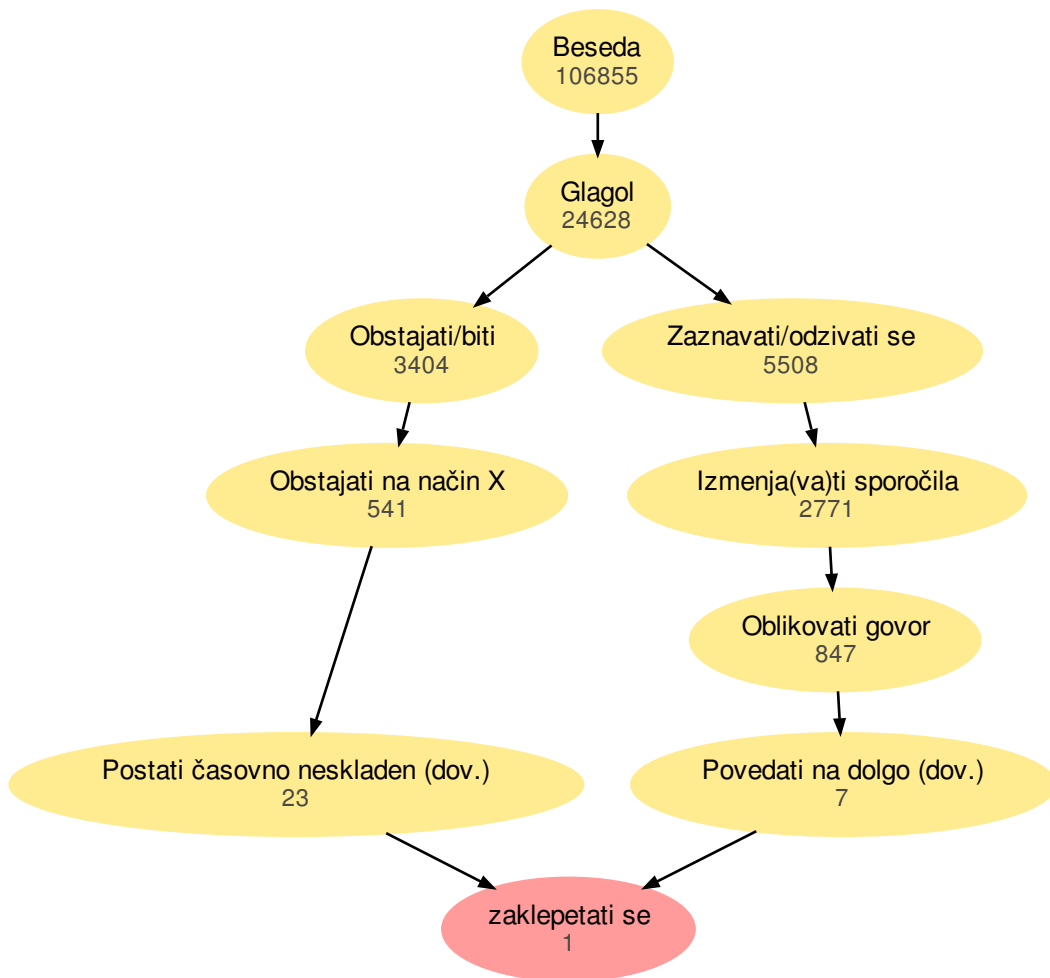 Beseda
106855
Glagol
24628
Obstajati/biti
3404
Zaznavati/odzivati se
5508
Obstajati na način X
541
Izmenja(va)ti sporočila
2771
Oblikovati govor
847
Postati časovno neskladen (dov.)
23
Povedati na dolgo (dov.)
7
zaklepetati se
1